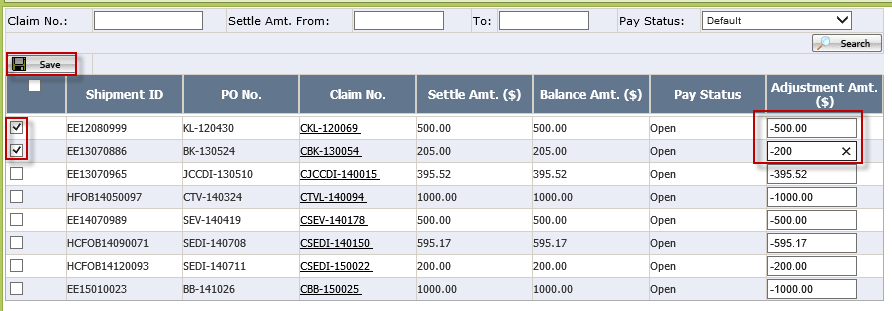 Claim No.: Settle Amt. From: To: Pay Status: Default
Search
Save
Shipment ID PO No. Claim No. Settle Amt. ($) Balance Amt. ($) Pay Status Adjustment Amt. ($)
EE12080999 KL-120430 CKL-120069 500.00 500.00 Open -500.00
EE13070886 BK-130524 CBK-130054 205.00 205.00 Open -200
EE13070965 JCCDI-130510 CJCCDI-140015 395.52 395.52 Open -395.52
HFOB14050097 CTV-140324 CTVL-140094 1000.00 1000.00 Open -1000.00
EE14070989 SEV-140419 CSEV-140178 500.00 500.00 Open -500.00
HCFOB14090071 SEDI-140708 CSEDI-140150 595.17 595.17 Open -595.17
HCFOB14120093 SEDI-140711 CSEDI-150022 200.00 200.00 Open -200.00
EE15010023 BB-141026 CBB-150025 1000.00 1000.00 Open -1000.00